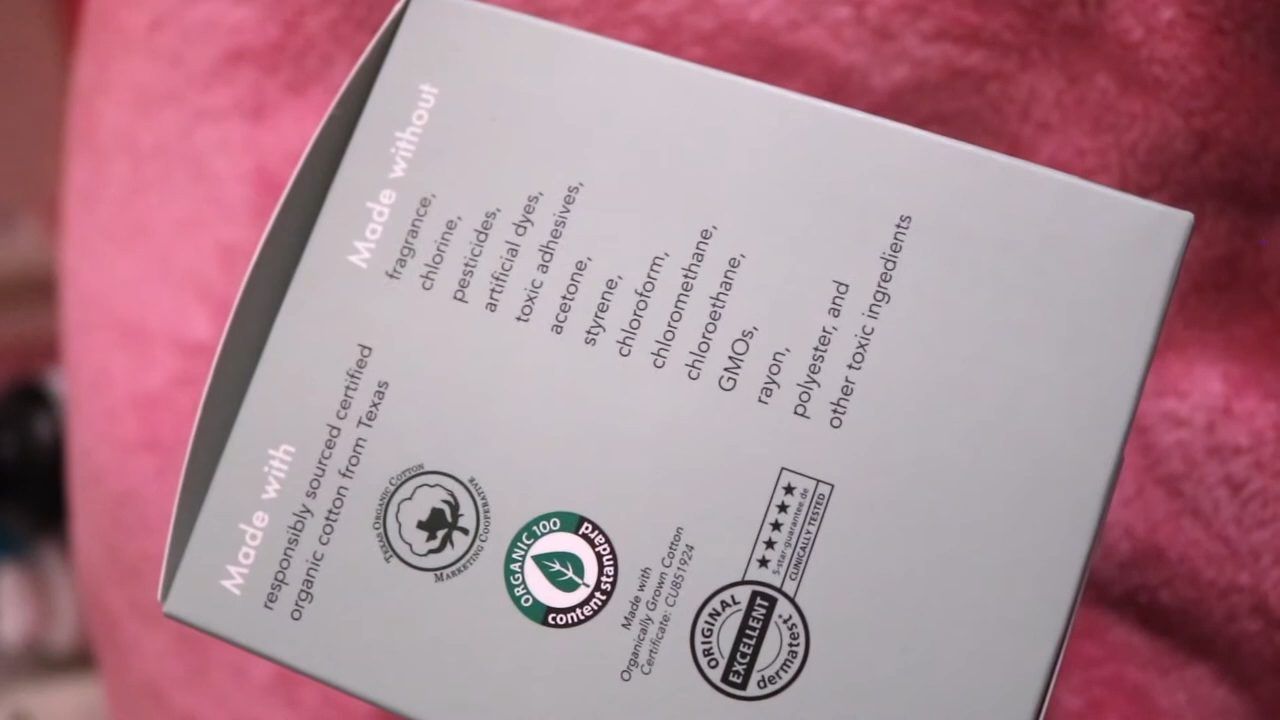 Made with
responsibly sourced certified
organic cotton from Texas
TEXAS ORGANIC COTTON
MARKETING COOPERATIVE
ORGANIC 100
content standard
Made with
Organically Grown Cotton
Certificate: CU851924
ORIGINAL
EXCELLENT
dermatest®
★★★★★
5-star-guarantee.de
CLINICALLY TESTED
Made without
fragrance,
chlorine,
pesticides,
artificial dyes,
toxic adhesives,
acetone,
styrene,
chloroform,
chloromethane,
chloroethane,
GMOs,
rayon,
polyester, and
other toxic ingredients